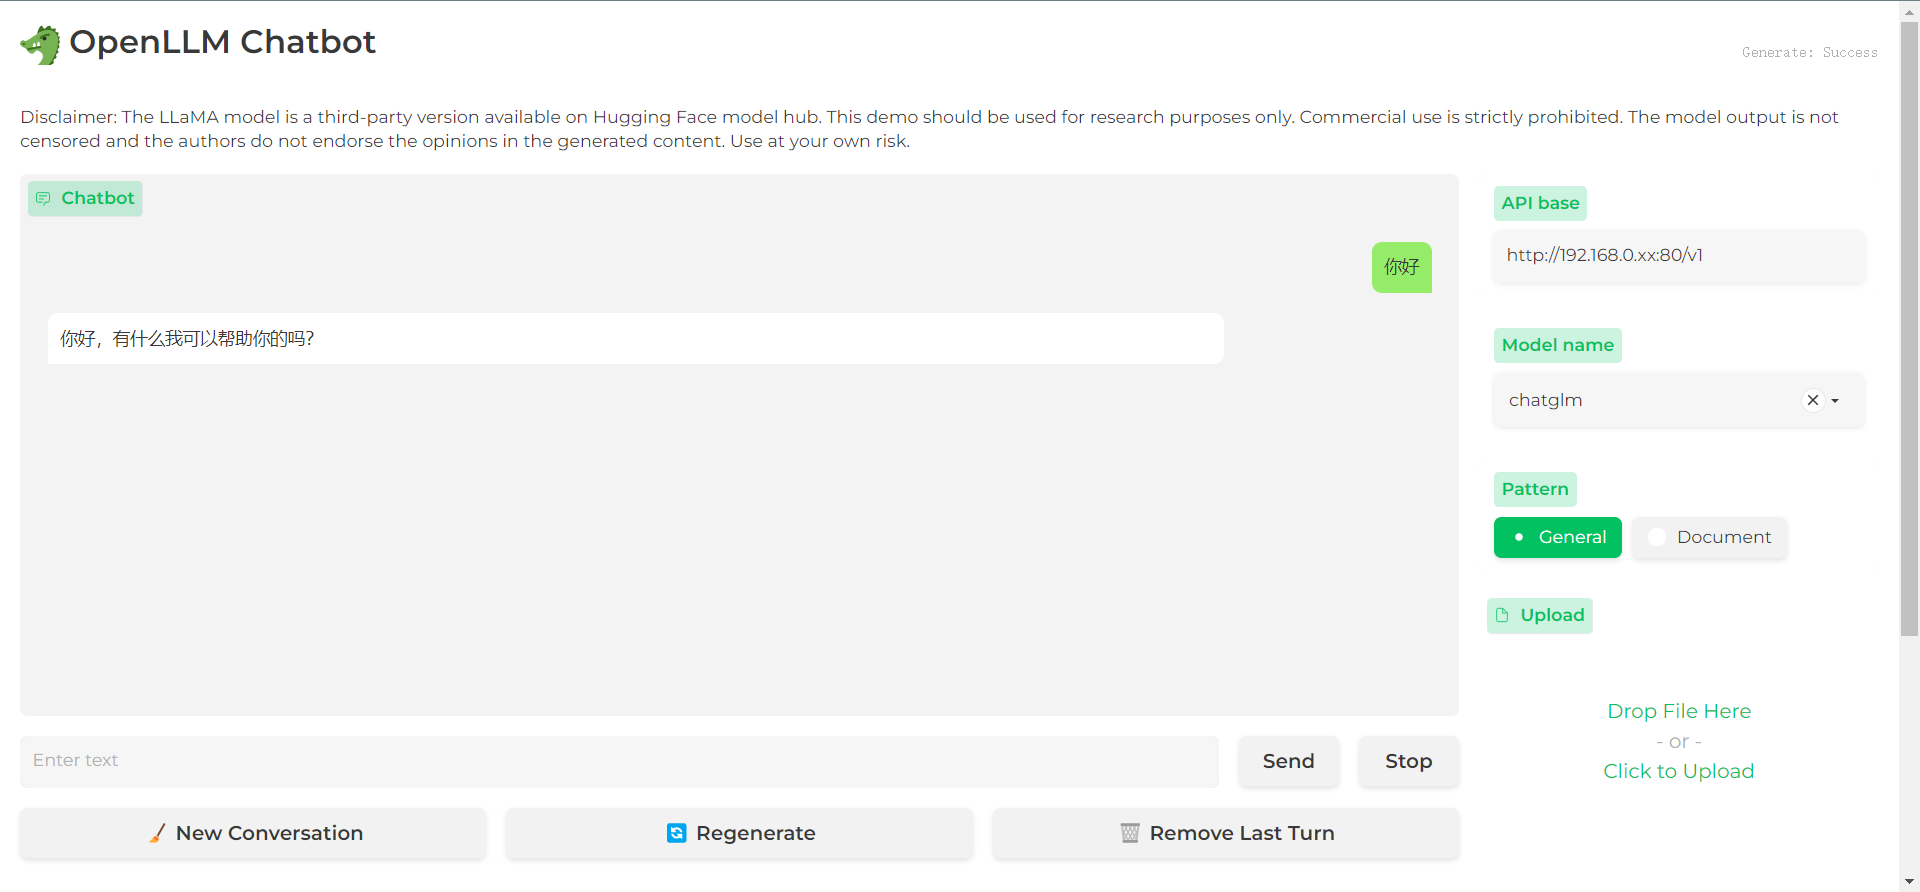 OpenLLM Chatbot
Generate: Success
Disclaimer: The LLaMA model is a third-party version available on Hugging Face model hub. This demo should be used for research purposes only. Commercial use is strictly prohibited. The model output is not
censored and the authors do not endorse the opinions in the generated content. Use at your own risk.
Chatbot
你好
你好，有什么我可以帮助你的吗？
Enter text
Send
Stop
New Conversation
Regenerate
Remove Last Turn
API base
http://192.168.0.xx:80/v1
Model name
chatglm
Pattern
General
Document
Upload
Drop File Here
- or -
Click to Upload